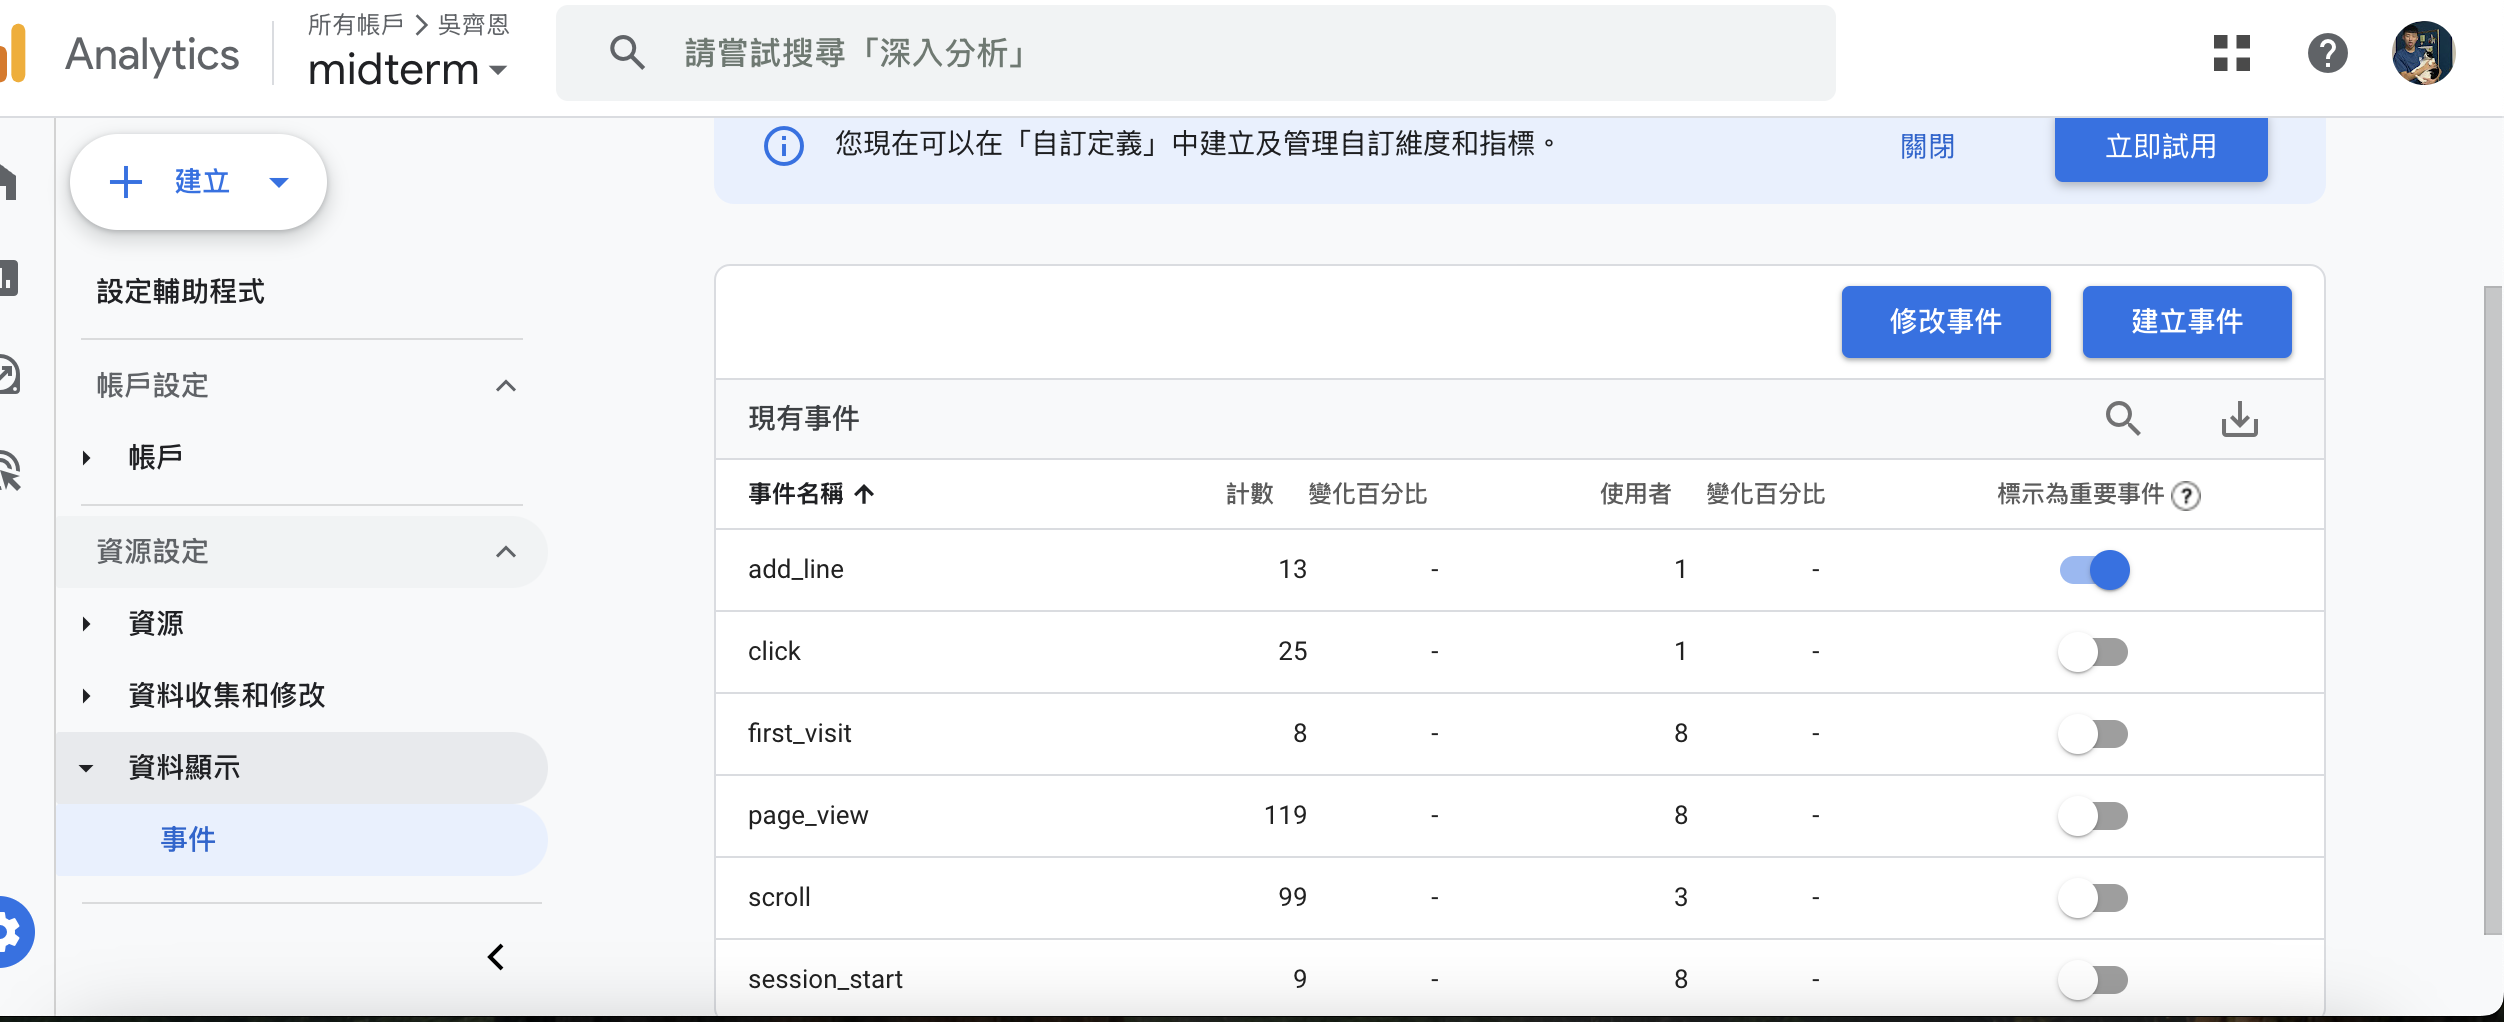 Analytics
所有帳戶 > 吳齊恩
midterm
請嘗試搜尋「深入分析」
建立
設定輔助程式
帳戶設定
帳戶
資源設定
資源
資料收集和修改
資料顯示
事件
您現在可以在「自訂定義」中建立及管理自訂維度和指標。
關閉
立即試用
修改事件
建立事件
現有事件
事件名稱 計數 變化百分比 使用者 變化百分比 標示為重要事件
add_line 13 - 1 -
click 25 - 1 -
first_visit 8 - 8 -
page_view 119 - 8 -
scroll 99 - 3 -
session_start 9 - 8 -